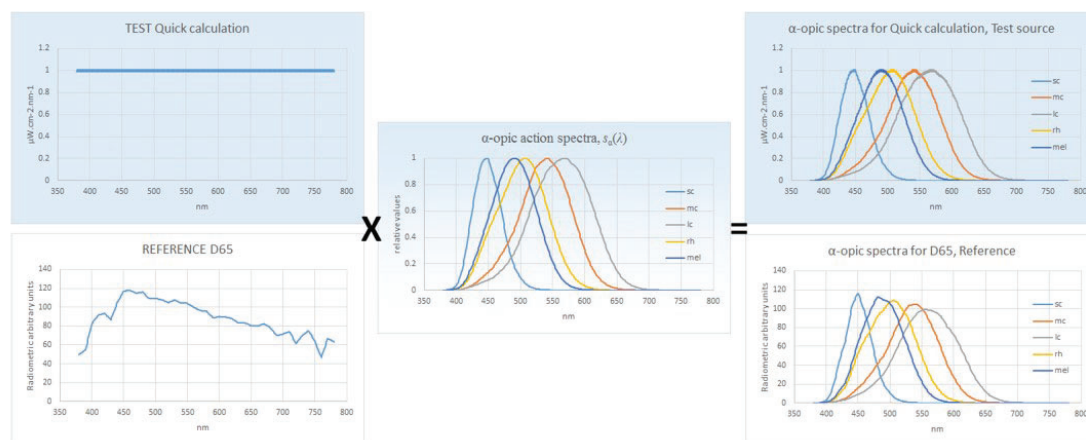 TEST Quick calculation
1.2
1
0.8
0.6
0.4
0.2
0
µW.cm-2.nm-1
350 400 450 500 550 600 650 700 750 800
nm
REFERENCE D65
140
120
100
80
60
40
20
0
Radiometric arbitrary units
350 400 450 500 550 600 650 700 750 800
nm
X
α-opic action spectra, sα(λ)
1
0.8
0.6
0.4
0.2
0
relative values
350 400 450 500 550 600 650 700 750 800
nm
sc
mc
lc
rh
mel
=
α-opic spectra for Quick calculation, Test source
1.2
1
0.8
0.6
0.4
0.2
0
µW.cm-2.nm-1
350 400 450 500 550 600 650 700 750 800
nm
sc
mc
lc
rh
mel
α-opic spectra for D65, Reference
140
120
100
80
60
40
20
0
Radiometric arbitrary units
350 400 450 500 550 600 650 700 750 800
nm
sc
mc
lc
rh
mel